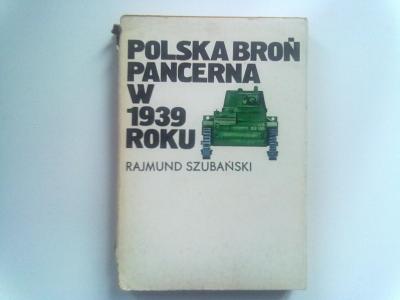 POLSKA BROŃ
PANCERNA
W
1939
ROKU
RAJMUND SZUBAŃSKI